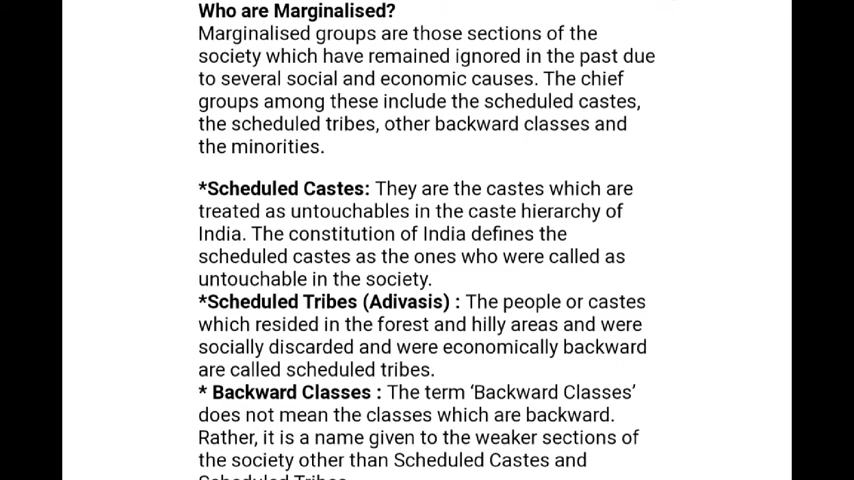 Who are Marginalised?
Marginalised groups are those sections of the
society which have remained ignored in the past due
to several social and economic causes. The chief
groups among these include the scheduled castes,
the scheduled tribes, other backward classes and
the minorities.
*Scheduled Castes: They are the castes which are
treated as untouchables in the caste hierarchy of
India. The constitution of India defines the
scheduled castes as the ones who were called as
untouchable in the society.
*Scheduled Tribes (Adivasis) : The people or castes
which resided in the forest and hilly areas and were
socially discarded and were economically backward
are called scheduled tribes.
* Backward Classes : The term ‘Backward Classes’
does not mean the classes which are backward.
Rather, it is a name given to the weaker sections of
the society other than Scheduled Castes and
Scheduled Tribes